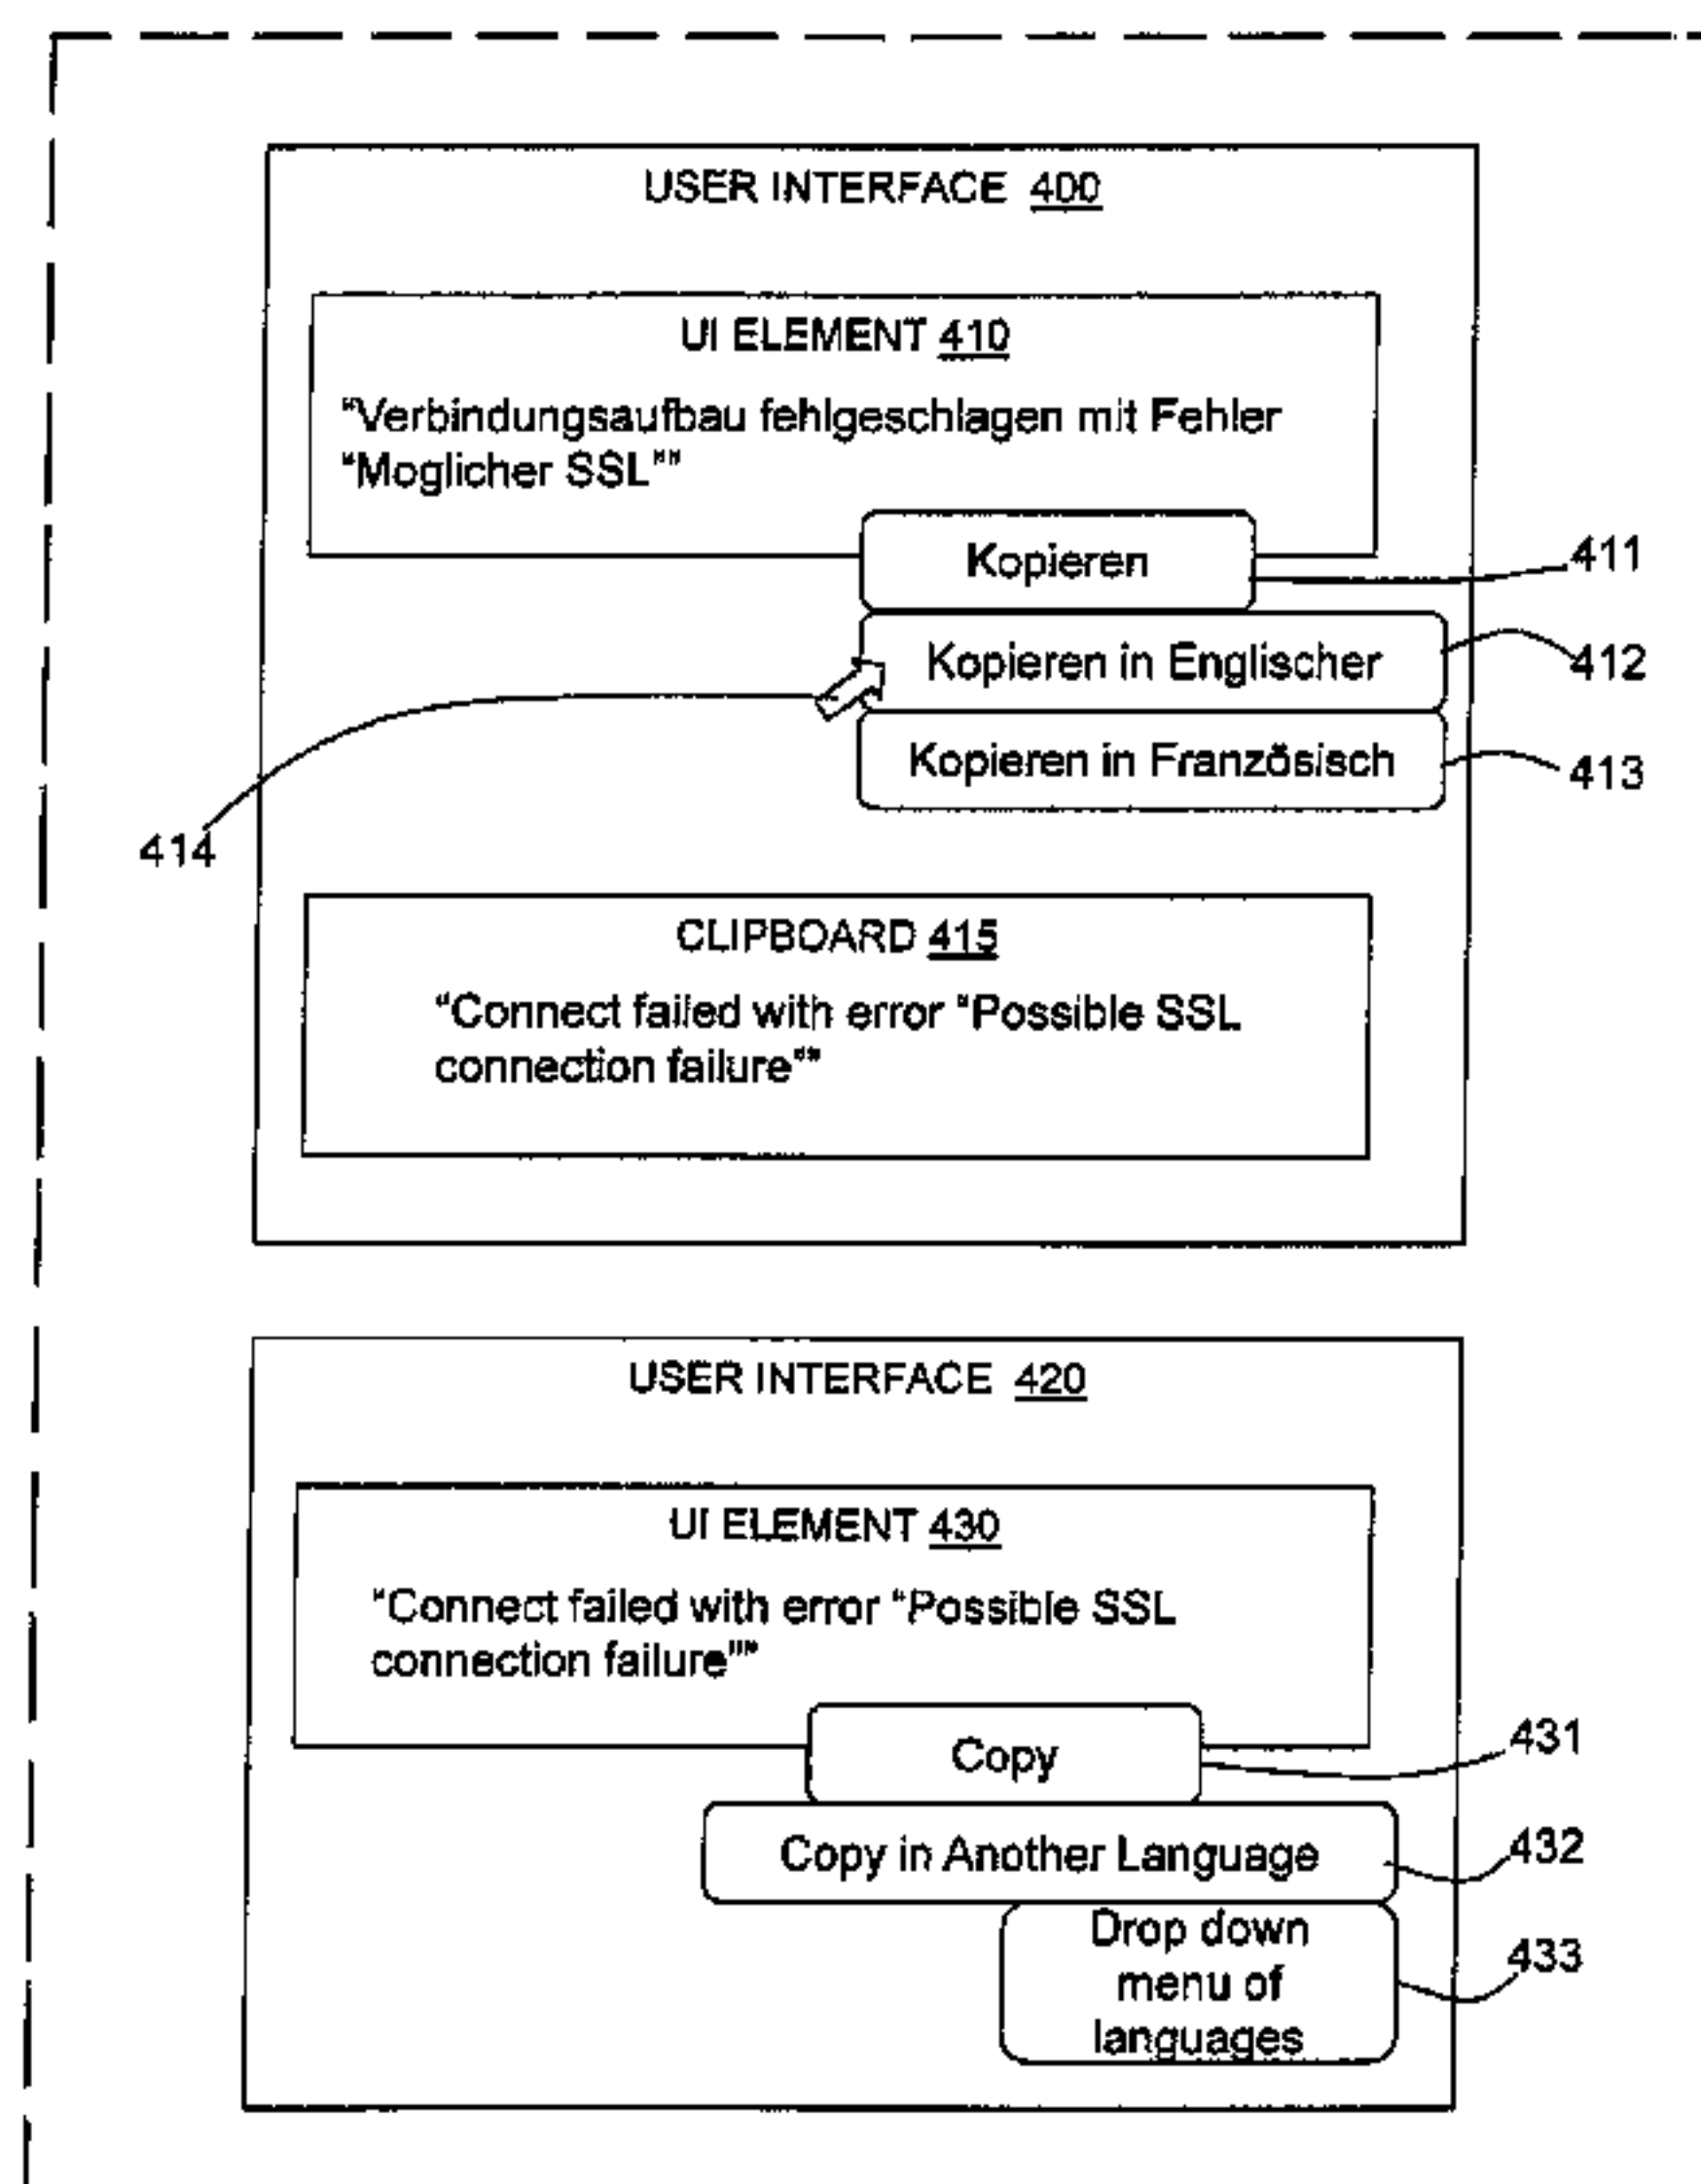 USER INTERFACE 400
UI ELEMENT 410
“Verbindungsaufbau fehlgeschlagen mit Fehler
“Moglicher SSL””
Kopieren
411
Kopieren in Englischer
412
Kopieren in Französisch
413
414
CLIPBOARD 415
“Connect failed with error “Possible SSL
connection failure””
USER INTERFACE 420
UI ELEMENT 430
“Connect failed with error “Possible SSL
connection failure””
Copy
431
Copy in Another Language
432
Drop down
menu of
languages
433